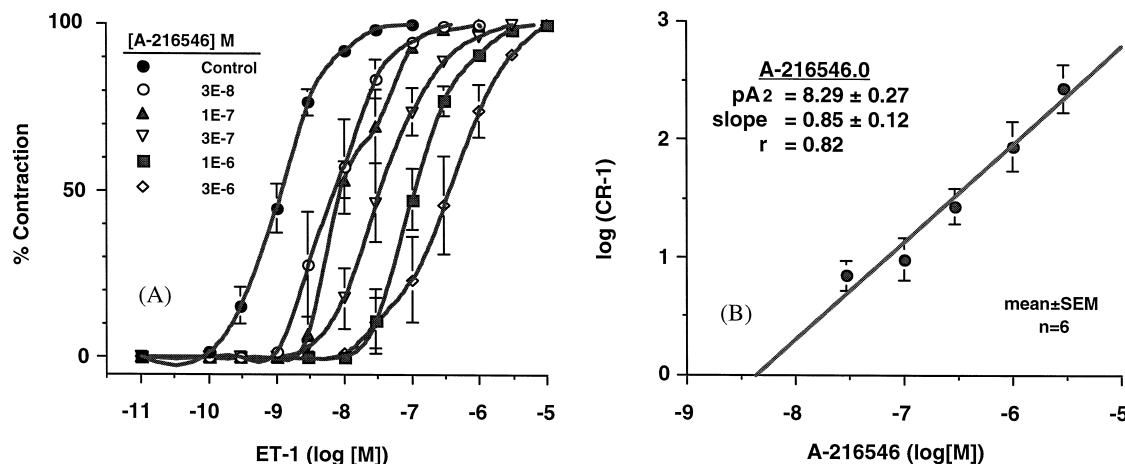 100
50
0
% Contraction
[A-216546] M
Control
3E-8
1E-7
3E-7
1E-6
3E-6
(A)
-11 -10 -9 -8 -7 -6 -5
ET-1 (log [M])
3
2
1
0
log (CR-1)
A-216546.0
pA2 = 8.29 ± 0.27
slope = 0.85 ± 0.12
r = 0.82
(B)
mean±SEM
n=6
-9 -8 -7 -6 -5
A-216546 (log[M])